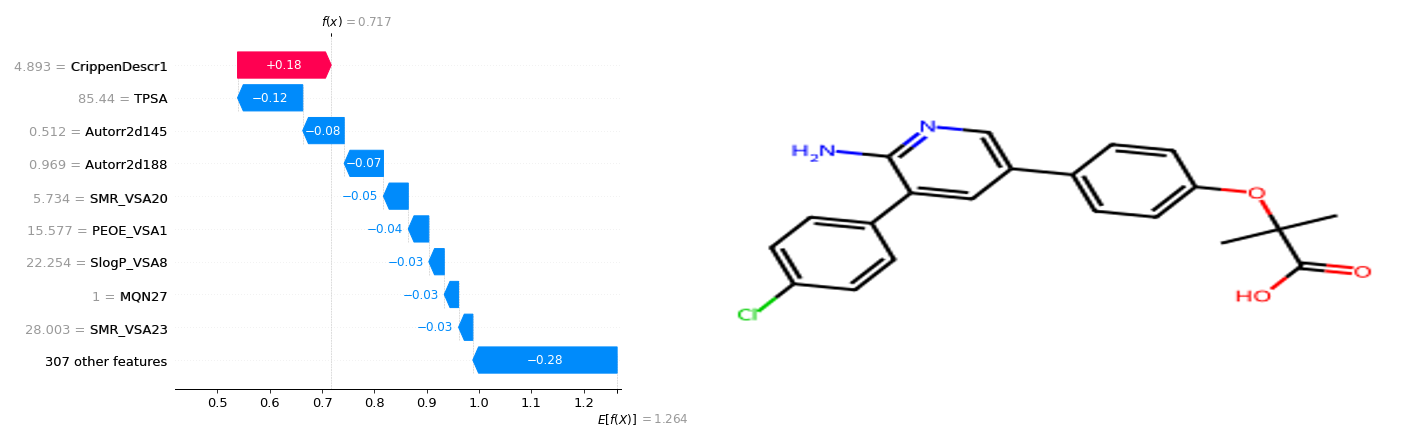 f(x) = 0.717
4.893 = CrippenDescr1
+0.18
85.44 = TPSA
−0.12
0.512 = Autorr2d145
−0.08
0.969 = Autorr2d188
−0.07
5.734 = SMR_VSA20
−0.05
15.577 = PEOE_VSA1
−0.04
22.254 = SlogP_VSA8
−0.03
1 = MQN27
−0.03
28.003 = SMR_VSA23
−0.03
307 other features
−0.28
0.5 0.6 0.7 0.8 0.9 1.0 1.1 1.2
E[f(X)] = 1.264
N
H2N
O
O
HO
Cl